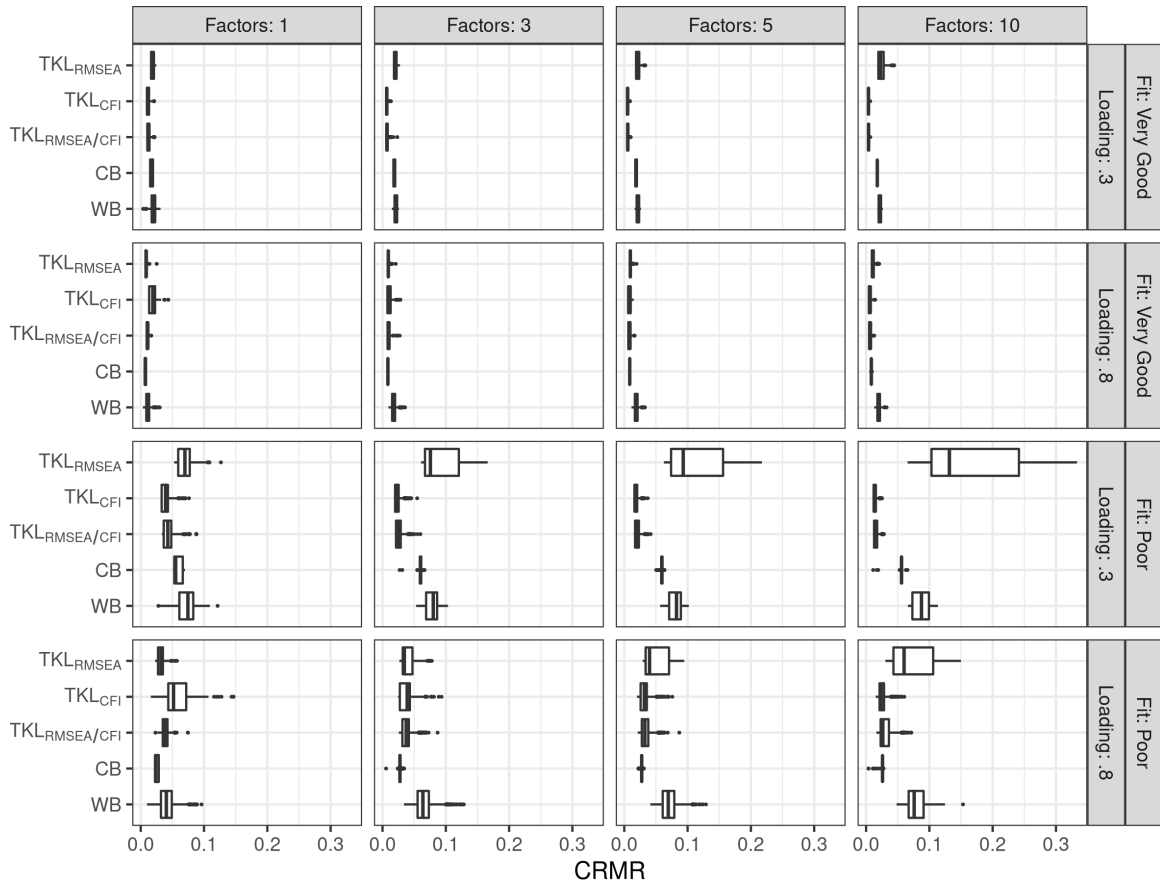 Factors: 1 Factors: 3 Factors: 5 Factors: 10
TKLRMSEA
TKLCFI
TKLRMSEA/CFI
CB
WB
Loading: .3
Fit: Very Good
TKLRMSEA
TKLCFI
TKLRMSEA/CFI
CB
WB
Loading: .8
Fit: Very Good
TKLRMSEA
TKLCFI
TKLRMSEA/CFI
CB
WB
Loading: .3
Fit: Poor
TKLRMSEA
TKLCFI
TKLRMSEA/CFI
CB
WB
Loading: .8
Fit: Poor
0.0 0.1 0.2 0.3 0.0 0.1 0.2 0.3 0.0 0.1 0.2 0.3 0.0 0.1 0.2 0.3
CRMR